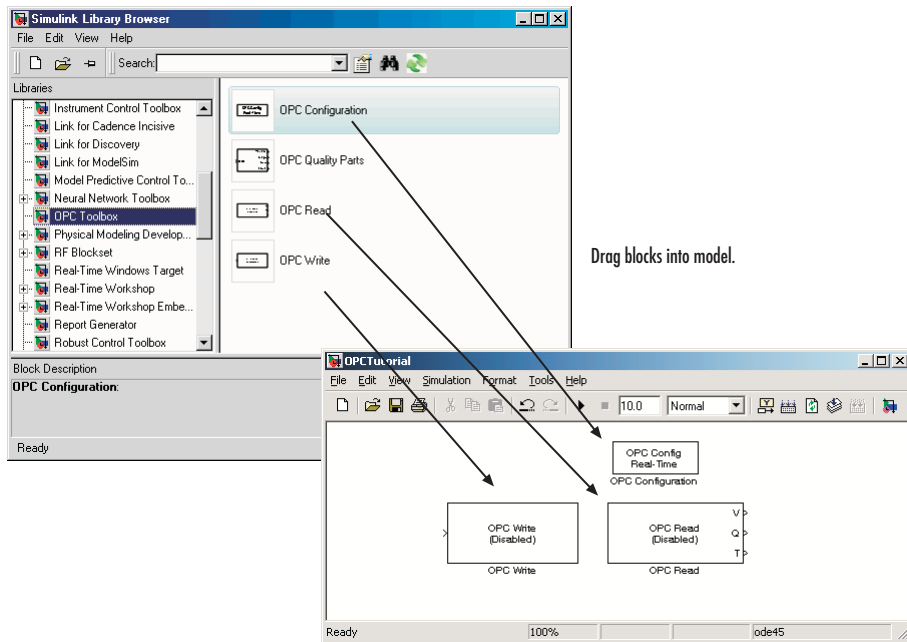 Simulink Library Browser
File Edit View Help
Search:
Libraries
Instrument Control Toolbox
Link for Cadence Incisive
Link for Discovery
Link for ModelSim
Model Predictive Control To...
Neural Network Toolbox
OPC Toolbox
Physical Modeling Develop...
RF Blockset
Real-Time Windows Target
Real-Time Workshop
Real-Time Workshop Embe...
Report Generator
Robust Control Toolbox
OPC Configuration
OPC Quality Parts
OPC Read
OPC Write
Block Description
OPC Configuration:
Ready
Drag blocks into model.
OPCTutorial
File Edit View Simulation Format Tools Help
10.0 Normal
OPC Config
Real-Time
OPC Configuration
OPC Write
(Disabled)
OPC Write
OPC Read
(Disabled)
V
Q
T
OPC Read
Ready 100% ode45